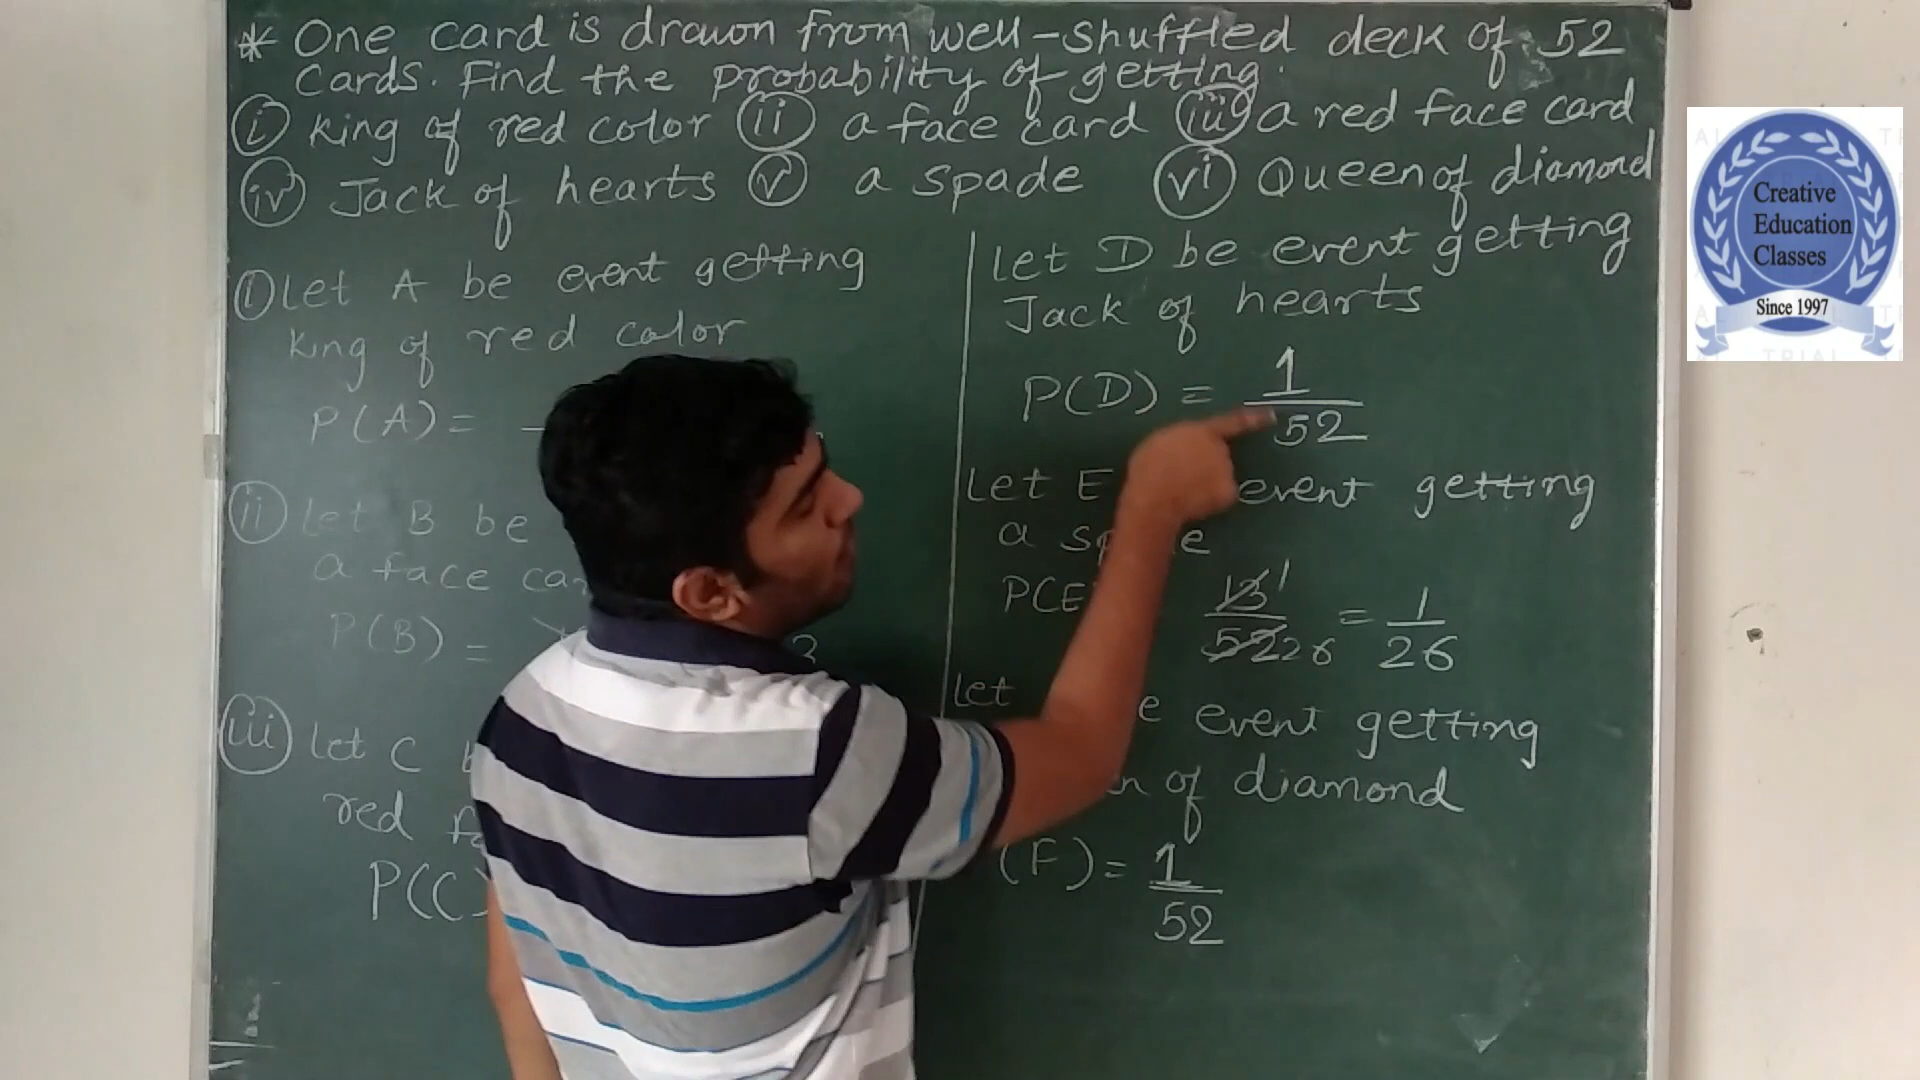 * One card is drawn from well-shuffled deck of 52
cards. Find the probability of getting.
(i) king of red color (ii) a face card (iii) a red face card
(iv) Jack of hearts (v) a spade (vi) Queen of diamond
(i) Let A be event getting
king of red color
P(A) =
(ii) Let B be
a face
P(B) =
(iii) Let C
red
P(C)
Let D be event getting
Jack of hearts
P(D) = 1/52
Let E event getting
a
P(E 13/52 1 26 = 1/26
Let event getting
of diamond
(F) = 1/52
Creative
Education
Classes
Since 1997